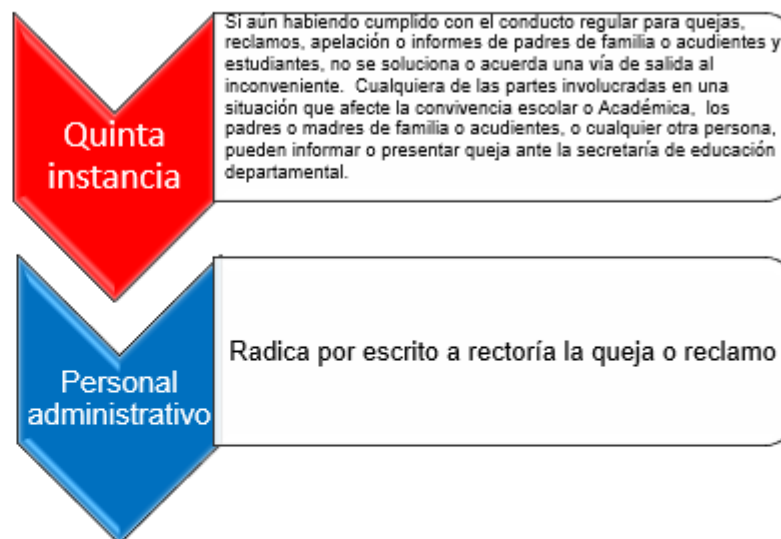 Si aún habiendo cumplido con el conducto regular para quejas,
reclamos, apelación o informes de padres de familia o acudientes y
estudiantes, no se soluciona o acuerda una vía de salida al
inconveniente. Cualquiera de las partes involucradas en una
situación que afecte la convivencia escolar o Académica, los
padres o madres de familia o acudientes, o cualquier otra persona,
pueden informar o presentar queja ante la secretaría de educación
departamental.
Quinta
instancia
Radica por escrito a rectoría la queja o reclamo
Personal
administrativo